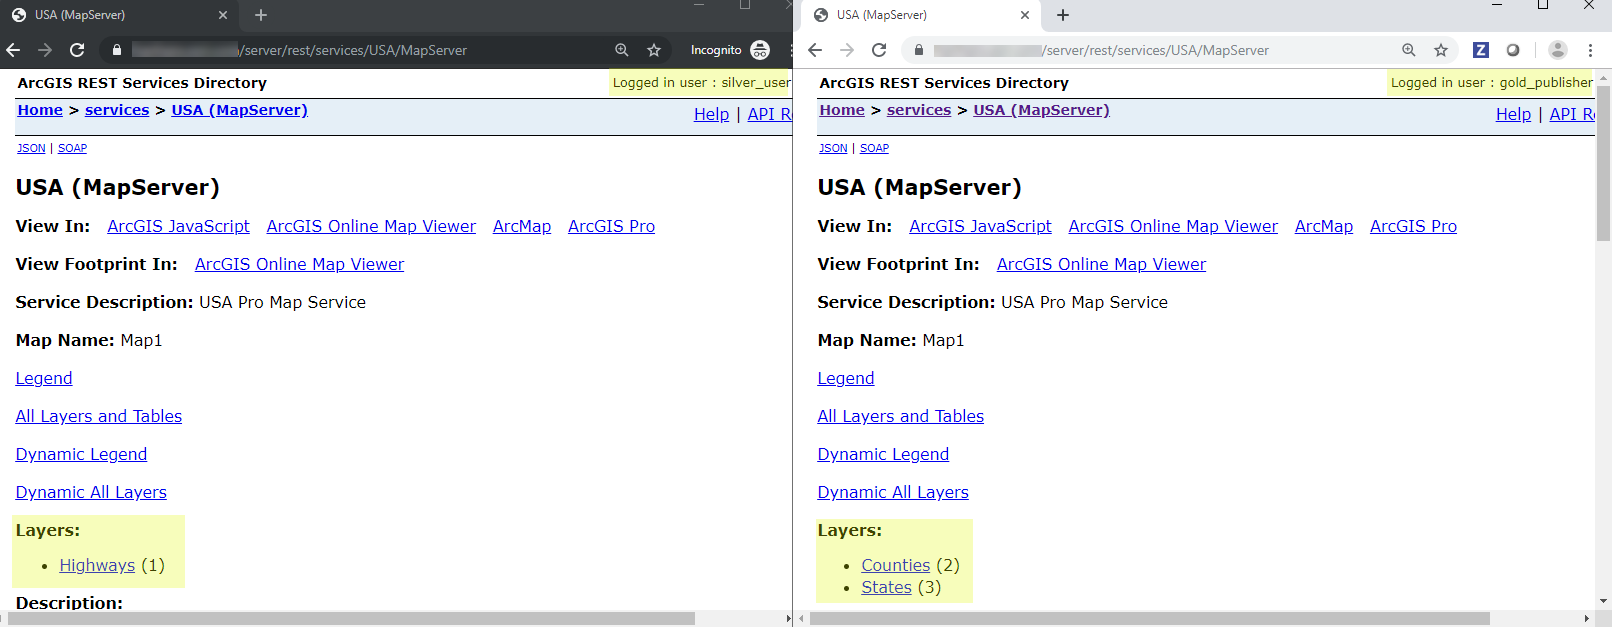 USA (MapServer)
/server/rest/services/USA/MapServer
Incognito
ArcGIS REST Services Directory
Logged in user : silver_user
Home > services > USA (MapServer)
Help | API R
JSON | SOAP
USA (MapServer)
View In: ArcGIS JavaScript ArcGIS Online Map Viewer ArcMap ArcGIS Pro
View Footprint In: ArcGIS Online Map Viewer
Service Description: USA Pro Map Service
Map Name: Map1
Legend
All Layers and Tables
Dynamic Legend
Dynamic All Layers
Layers:
• Highways (1)
Description:
USA (MapServer)
/server/rest/services/USA/MapServer
Z
ArcGIS REST Services Directory
Logged in user : gold_publisher
Home > services > USA (MapServer)
Help | API Re
JSON | SOAP
USA (MapServer)
View In: ArcGIS JavaScript ArcGIS Online Map Viewer ArcMap ArcGIS Pro
View Footprint In: ArcGIS Online Map Viewer
Service Description: USA Pro Map Service
Map Name: Map1
Legend
All Layers and Tables
Dynamic Legend
Dynamic All Layers
Layers:
• Counties (2)
• States (3)